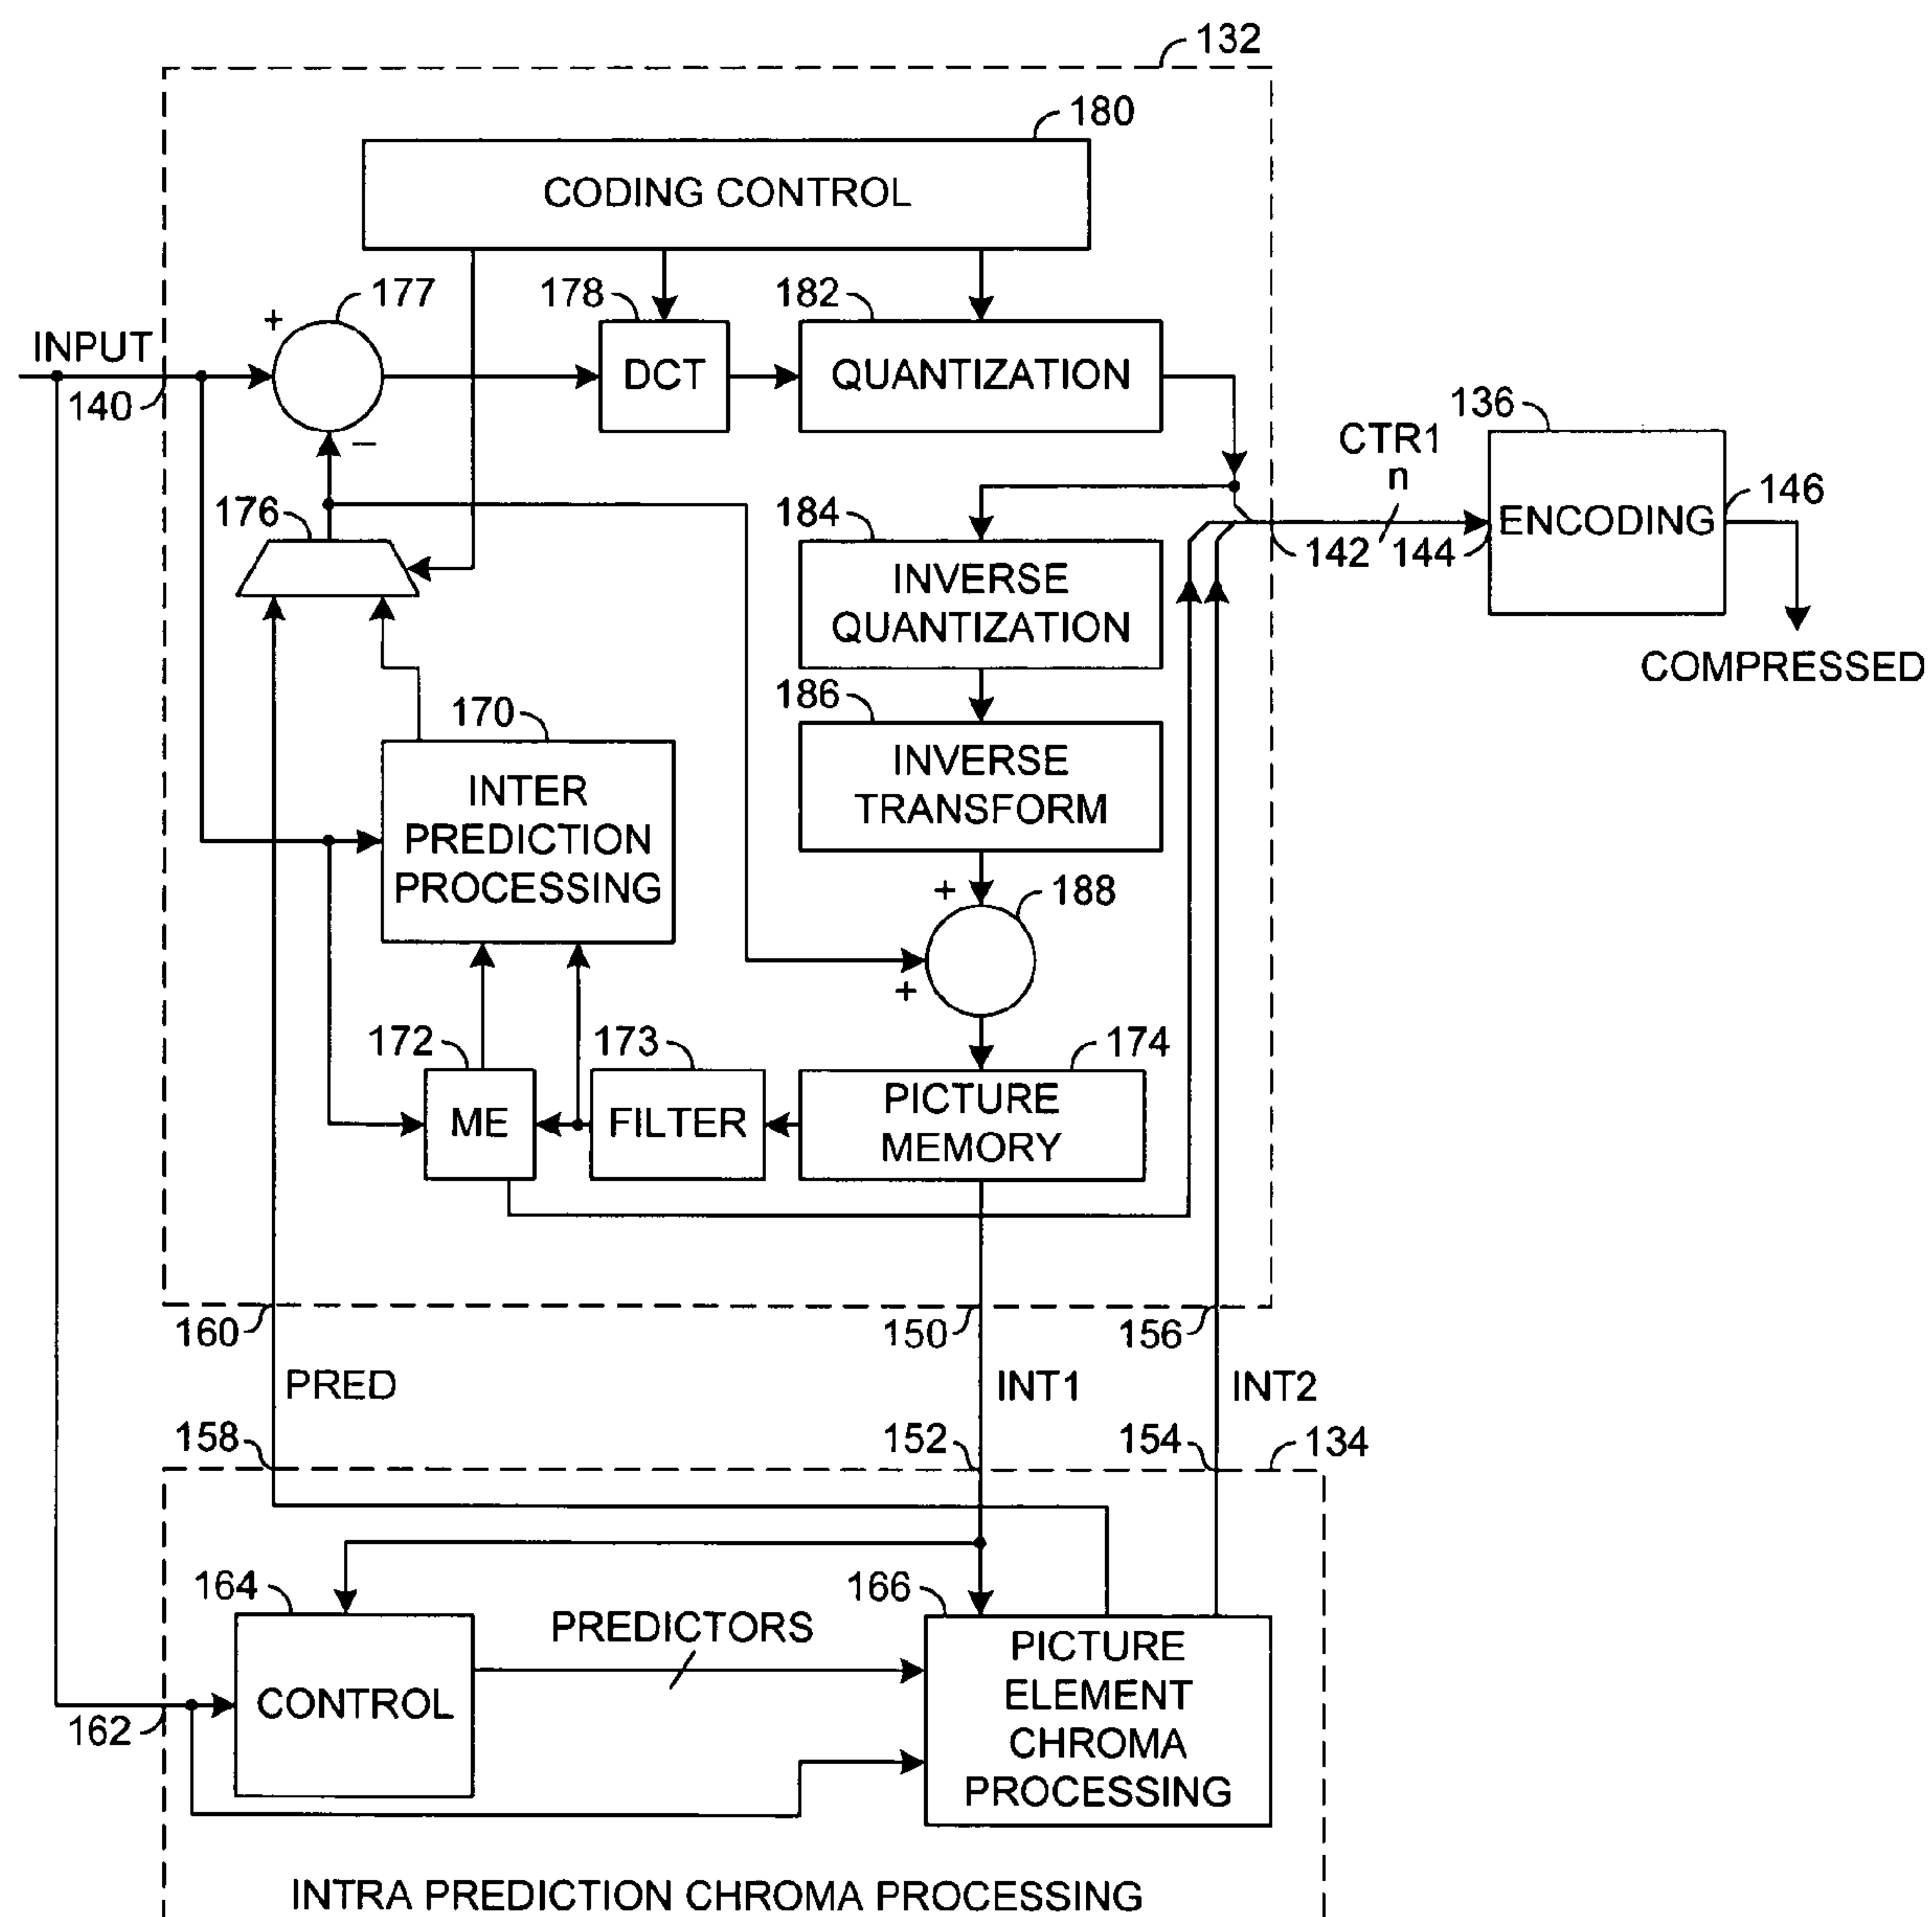 132
180
CODING CONTROL
177
178
182
+
INPUT
DCT
QUANTIZATION
140
136
−
CTR1
n
176
184
146
ENCODING
142
144
INVERSE
QUANTIZATION
COMPRESSED
170
186
INTER
PREDICTION
PROCESSING
INVERSE
TRANSFORM
+
188
+
172
173
174
ME
FILTER
PICTURE
MEMORY
160
150
156
PRED
INT1
INT2
158
152
154
134
164
166
PREDICTORS
CONTROL
PICTURE
ELEMENT
CHROMA
PROCESSING
162
INTRA PREDICTION CHROMA PROCESSING